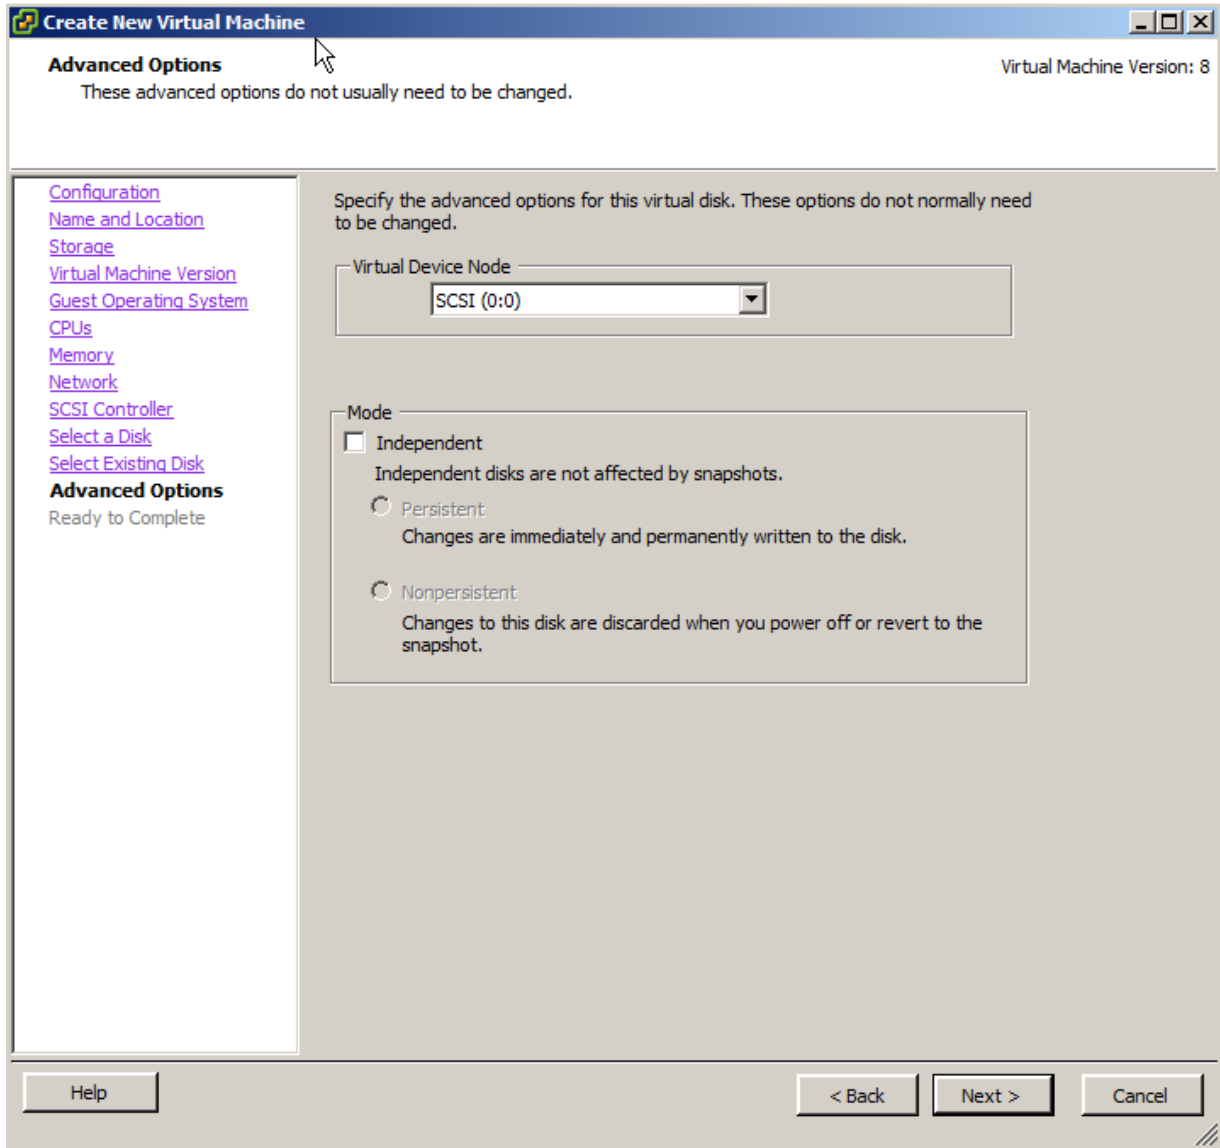 Create New Virtual Machine
Advanced Options
Virtual Machine Version: 8
These advanced options do not usually need to be changed.
Configuration
Name and Location
Storage
Virtual Machine Version
Guest Operating System
CPUs
Memory
Network
SCSI Controller
Select a Disk
Select Existing Disk
Advanced Options
Ready to Complete
Specify the advanced options for this virtual disk. These options do not normally need
to be changed.
Virtual Device Node
SCSI (0:0)
Mode
Independent
Independent disks are not affected by snapshots.
Persistent
Changes are immediately and permanently written to the disk.
Nonpersistent
Changes to this disk are discarded when you power off or revert to the
snapshot.
Help
< Back
Next >
Cancel